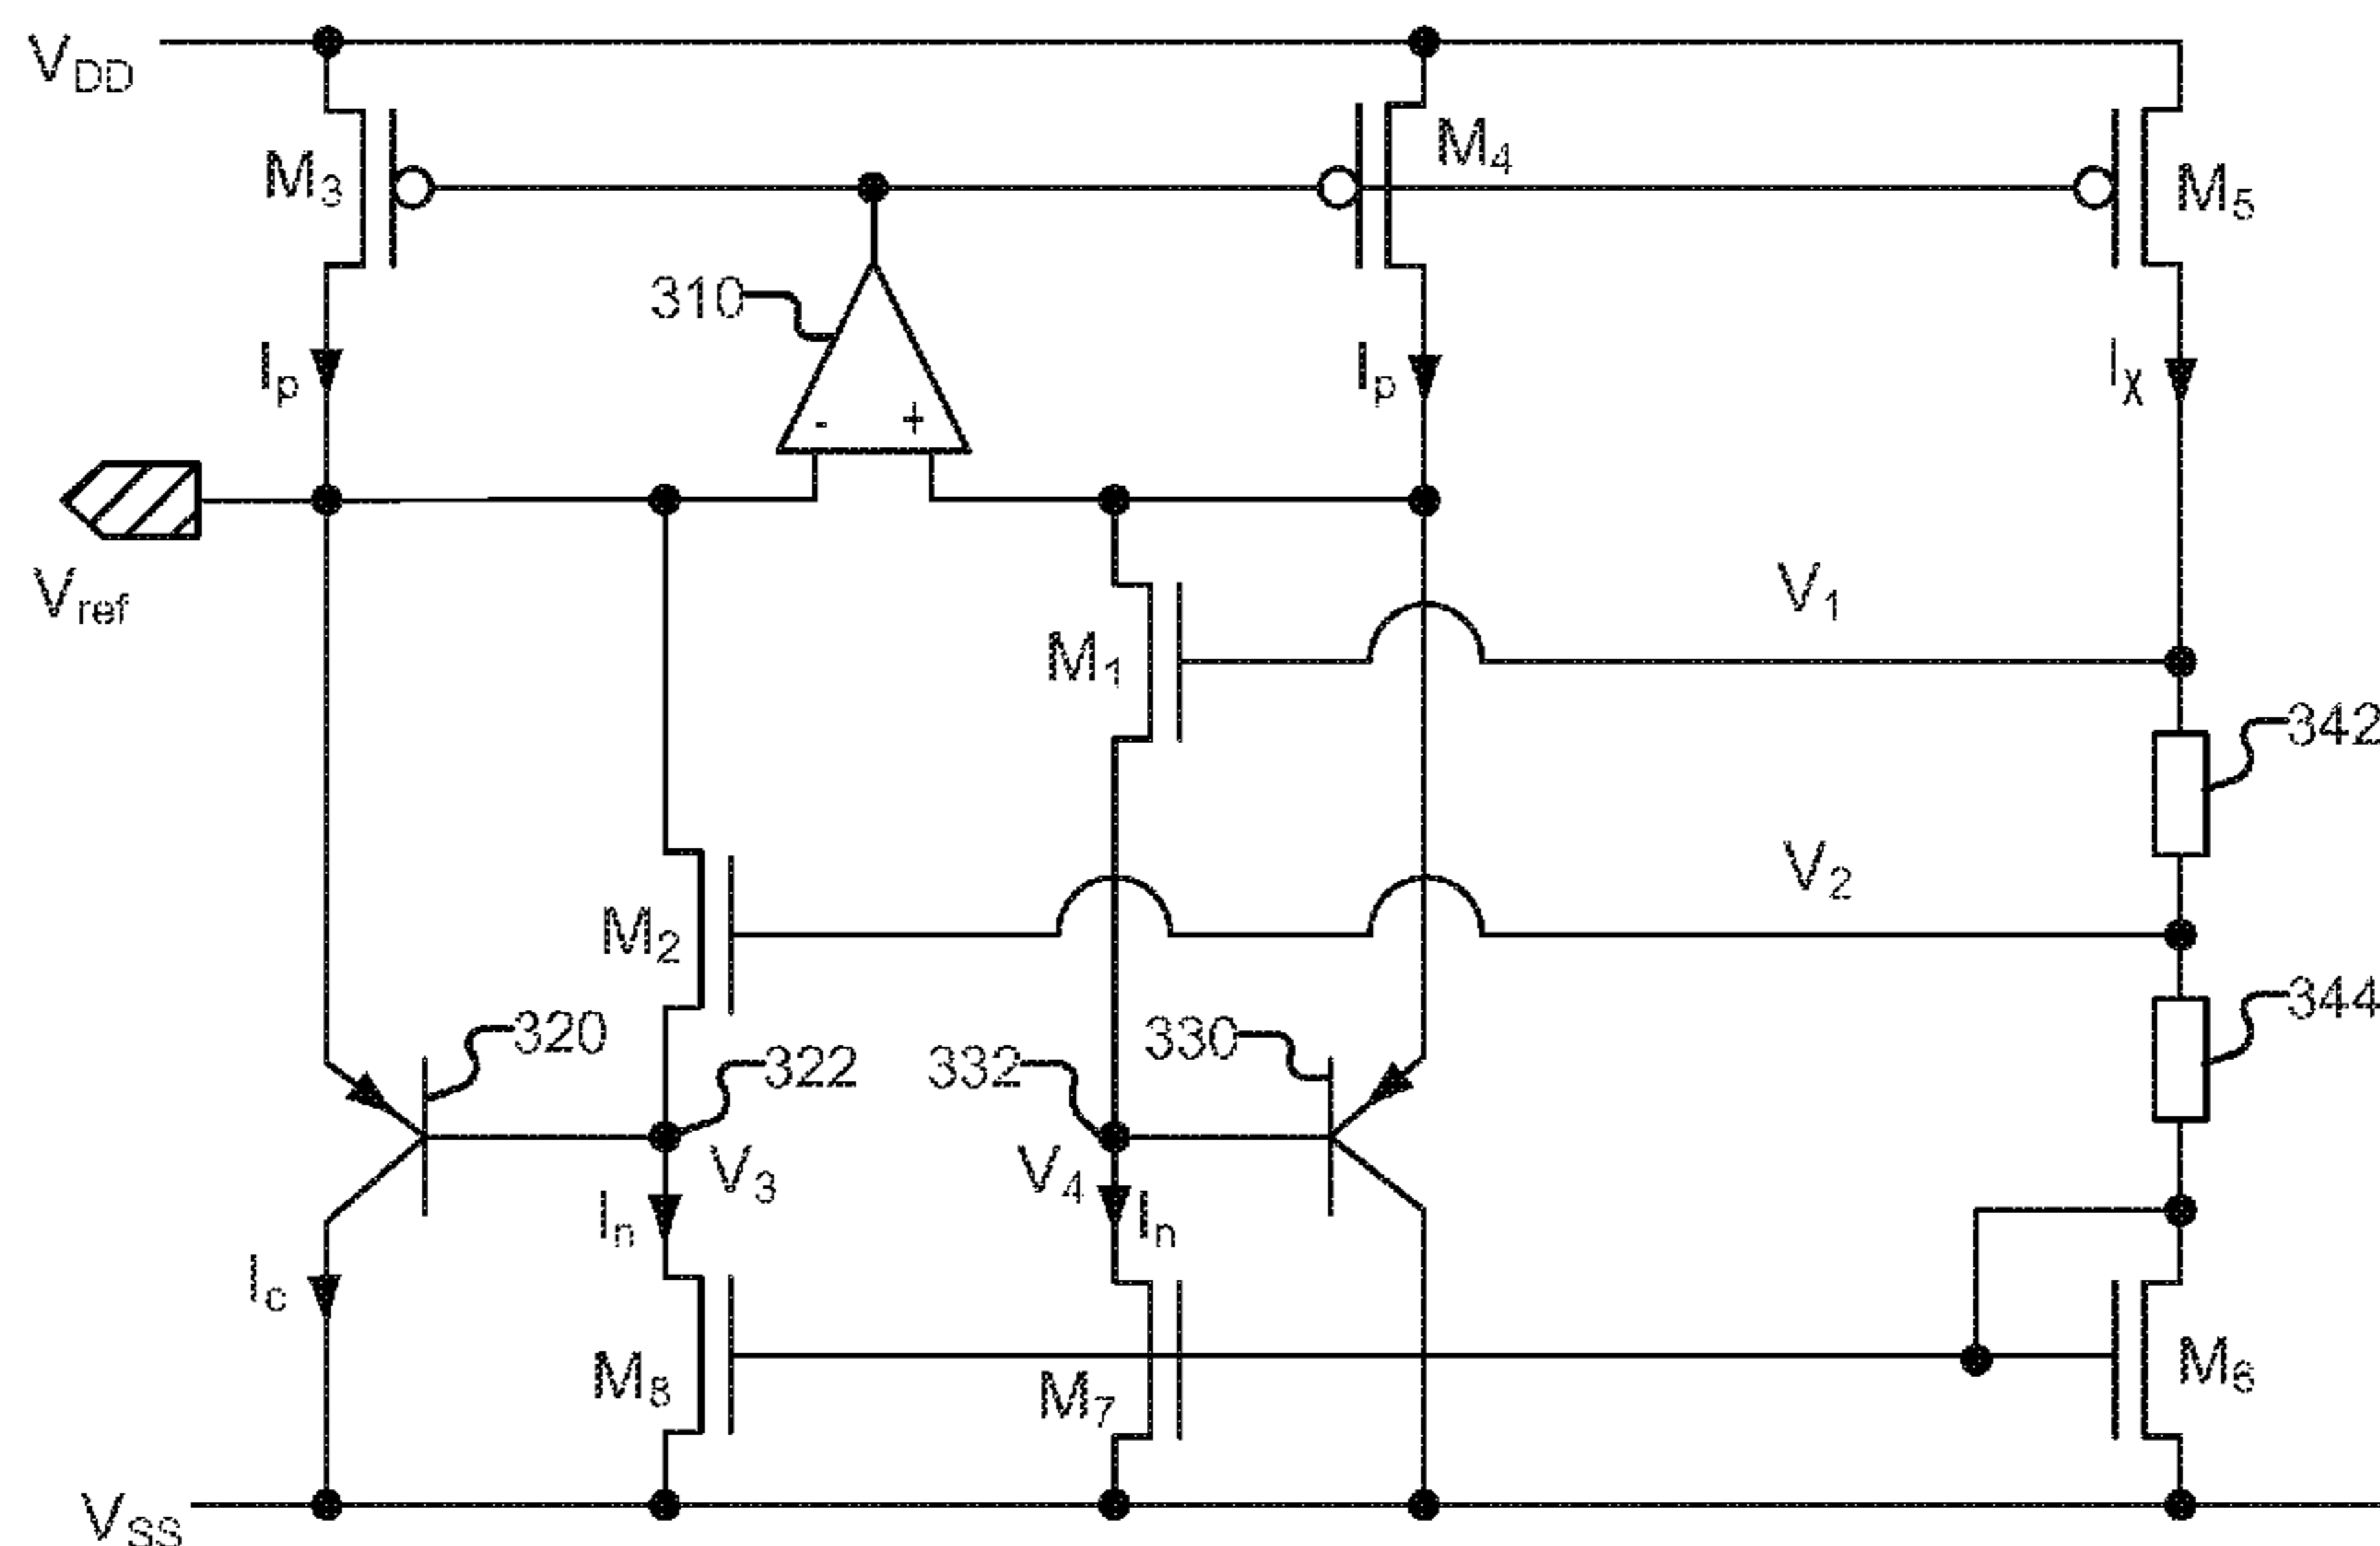 VDD
M3
M4
M5
310
Ip
Ip
Ix
- +
Vref
V1
M1
342
V2
M2
344
320
322
332
330
V3
V4
In
In
Ic
M8
M7
M6
VSS